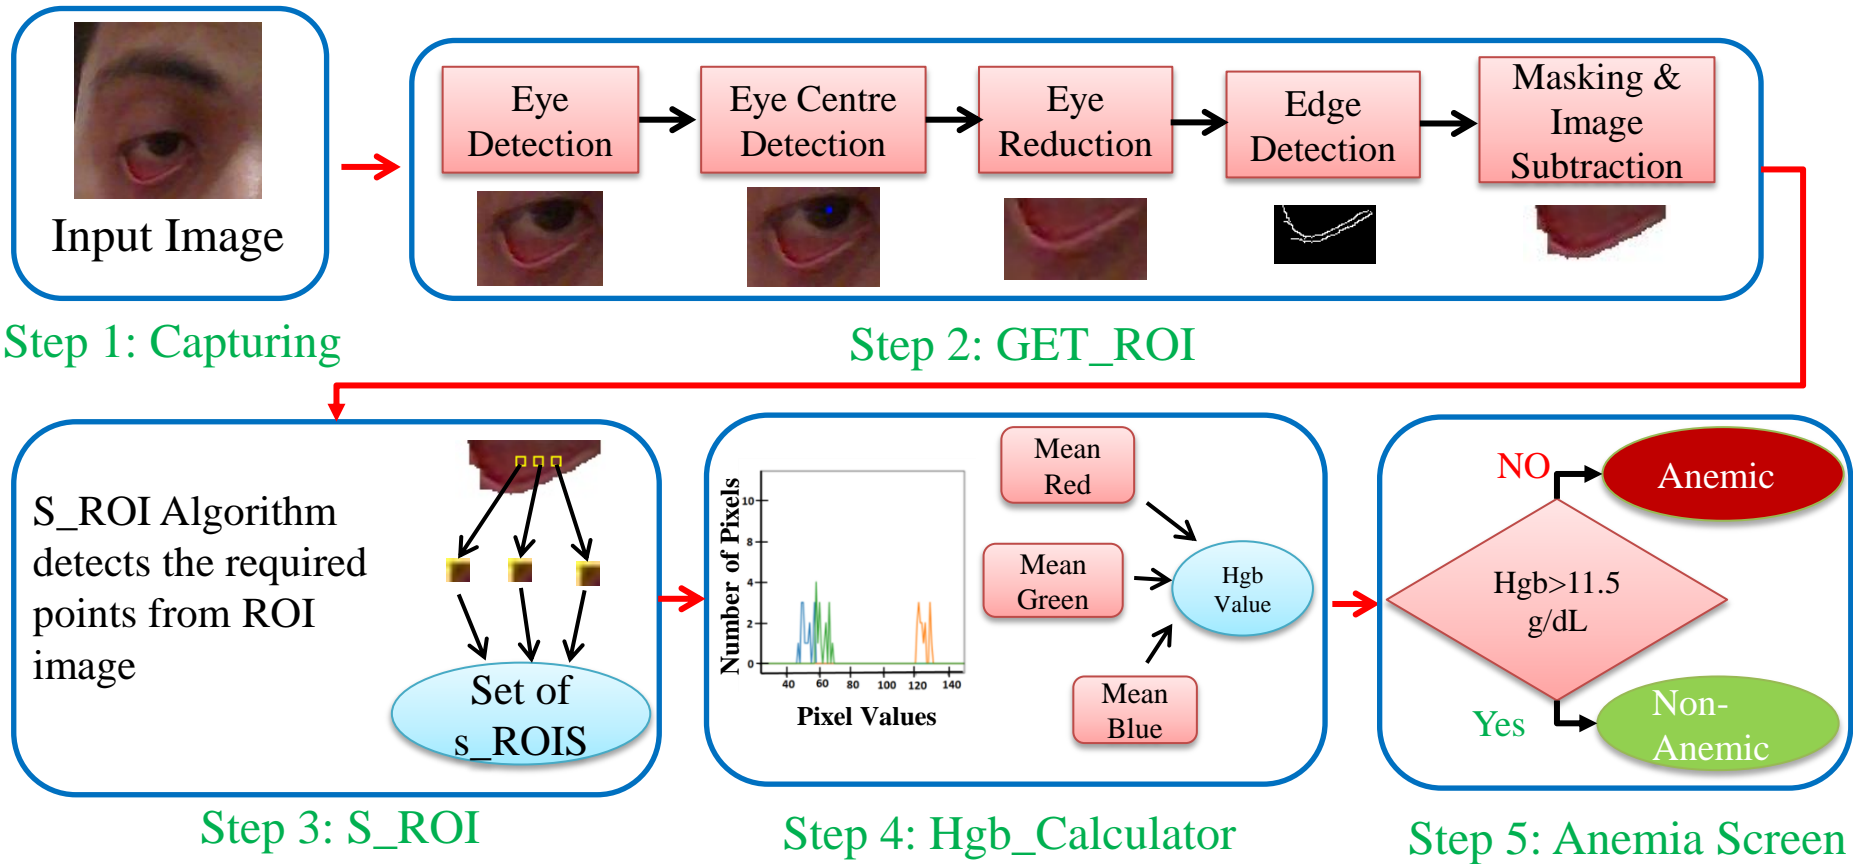 Input Image
Step 1: Capturing
Eye
Detection
Eye Centre
Detection
Eye
Reduction
Edge
Detection
Masking &
Image
Subtraction
Step 2: GET_ROI
S_ROI Algorithm
detects the required
points from ROI
image
Set of
s_ROIS
Step 3: S_ROI
Number of Pixels
10
8
4
2
0
40 60 80 100 120 140
Pixel Values
Mean
Red
Mean
Green
Mean
Blue
Hgb
Value
Step 4: Hgb_Calculator
NO
Anemic
Hgb>11.5
g/dL
Yes
Non-
Anemic
Step 5: Anemia Screen